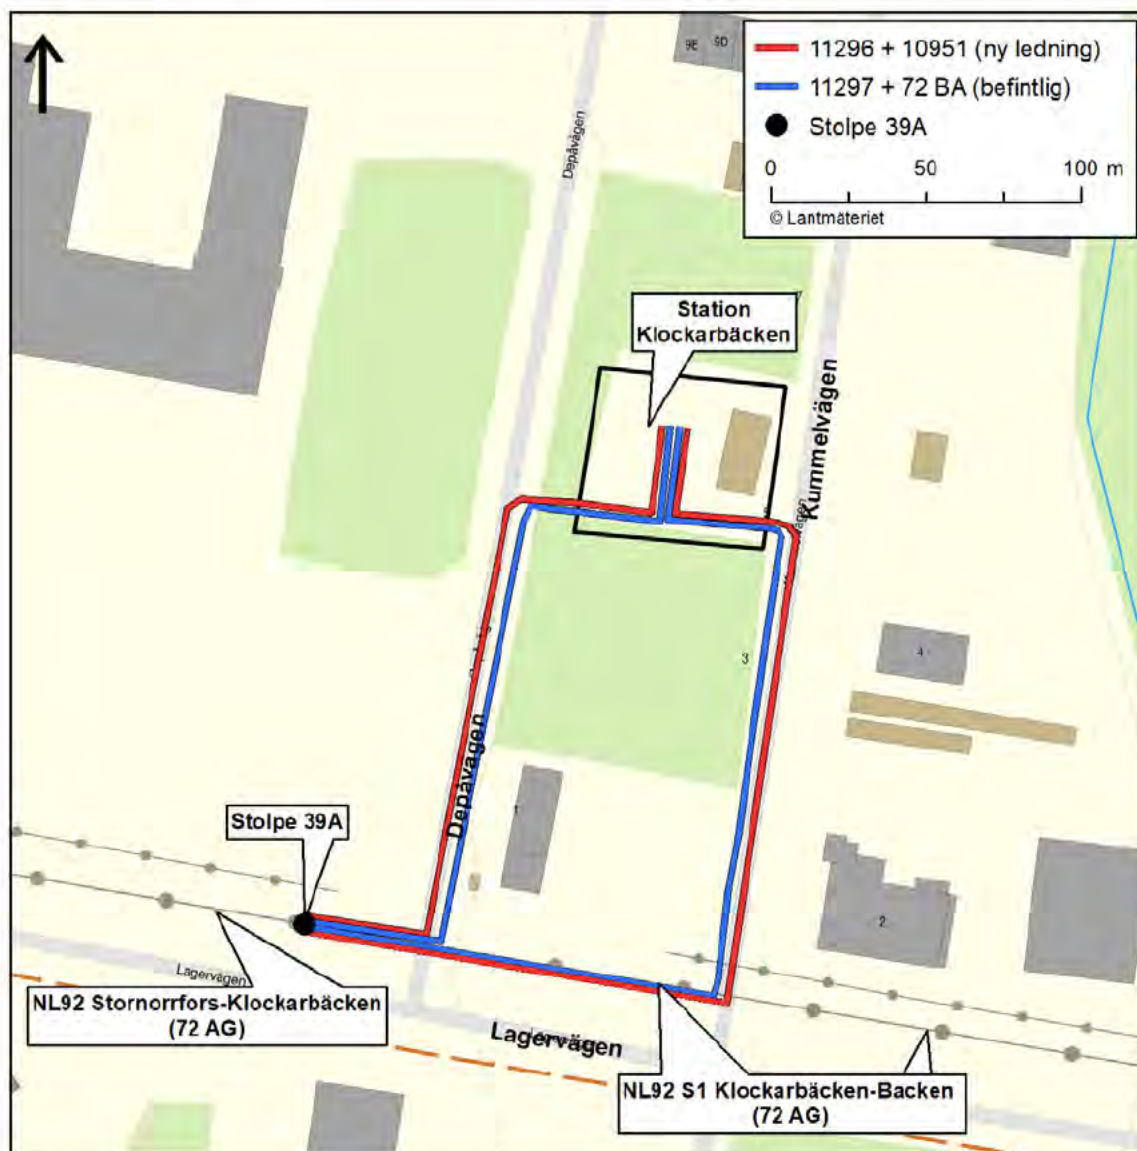 9E 9D
11296 + 10951 (ny ledning)
11297 + 72 BA (befintlig)
Stolpe 39A
0 50 100 m
© Lantmäteriet
Depåvägen
Station
Klockarbäcken
Kummelvägen
3
4
Depåvägen
1
Stolpe 39A
2
Lagervägen
NL92 Stornorrfors-Klockarbäcken
(72 AG)
Lagervägen
NL92 S1 Klockarbäcken-Backen
(72 AG)